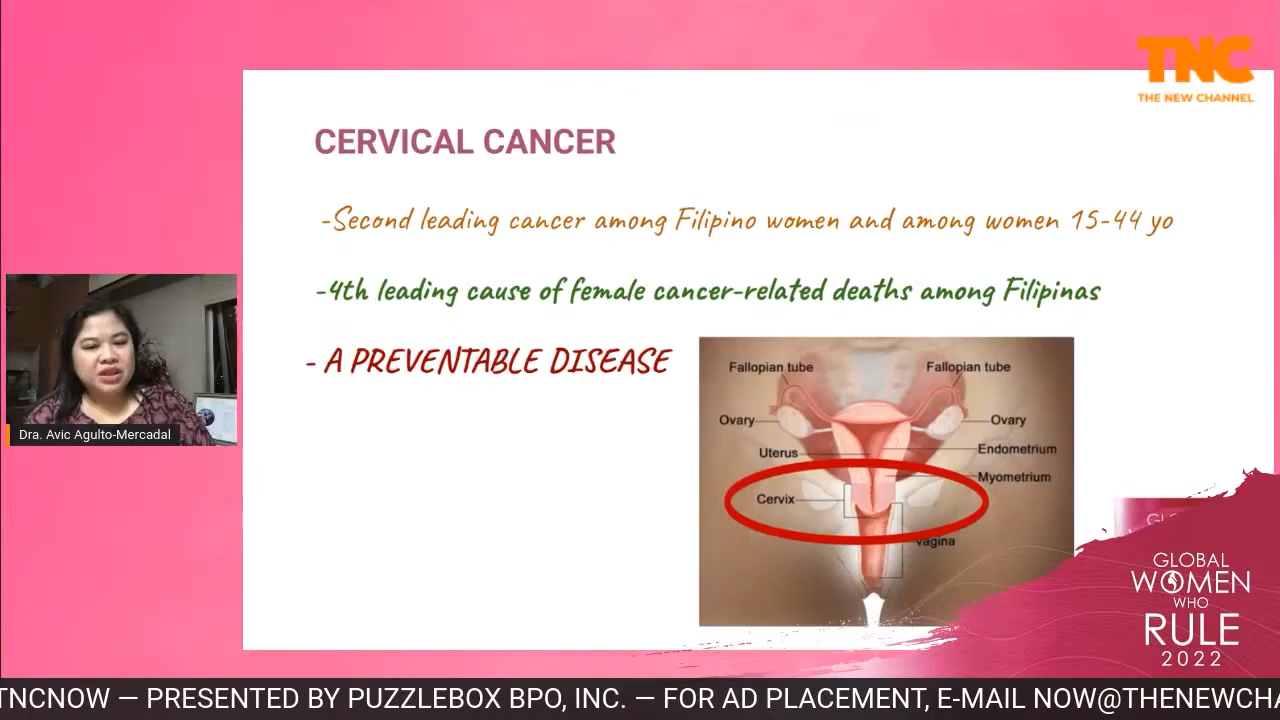 TNC
THE NEW CHANNEL
CERVICAL CANCER
-Second leading cancer among Filipino women and among women 15-44 yo
-4th leading cause of female cancer-related deaths among Filipinas
- A PREVENTABLE DISEASE
Fallopian tube
Fallopian tube
Ovary
Ovary
Uterus
Endometrium
Myometrium
Cervix
vagina
Dra. Avic Agulto-Mercadal
GLOBAL
WOMEN
WHO
RULE
2022
TNCNOW — PRESENTED BY PUZZLEBOX BPO, INC. — FOR AD PLACEMENT, E-MAIL NOW@THENEWCHA